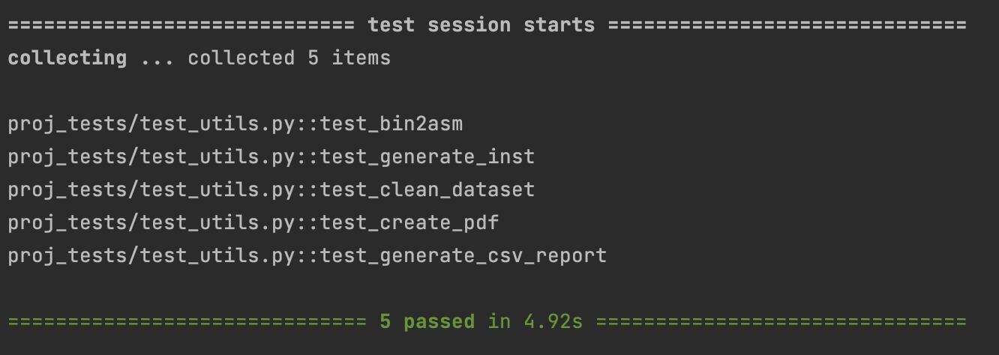 ============================= test session starts ==============================
collecting ... collected 5 items
proj_tests/test_utils.py::test_bin2asm
proj_tests/test_utils.py::test_generate_inst
proj_tests/test_utils.py::test_clean_dataset
proj_tests/test_utils.py::test_create_pdf
proj_tests/test_utils.py::test_generate_csv_report
============================== 5 passed in 4.92s ===============================